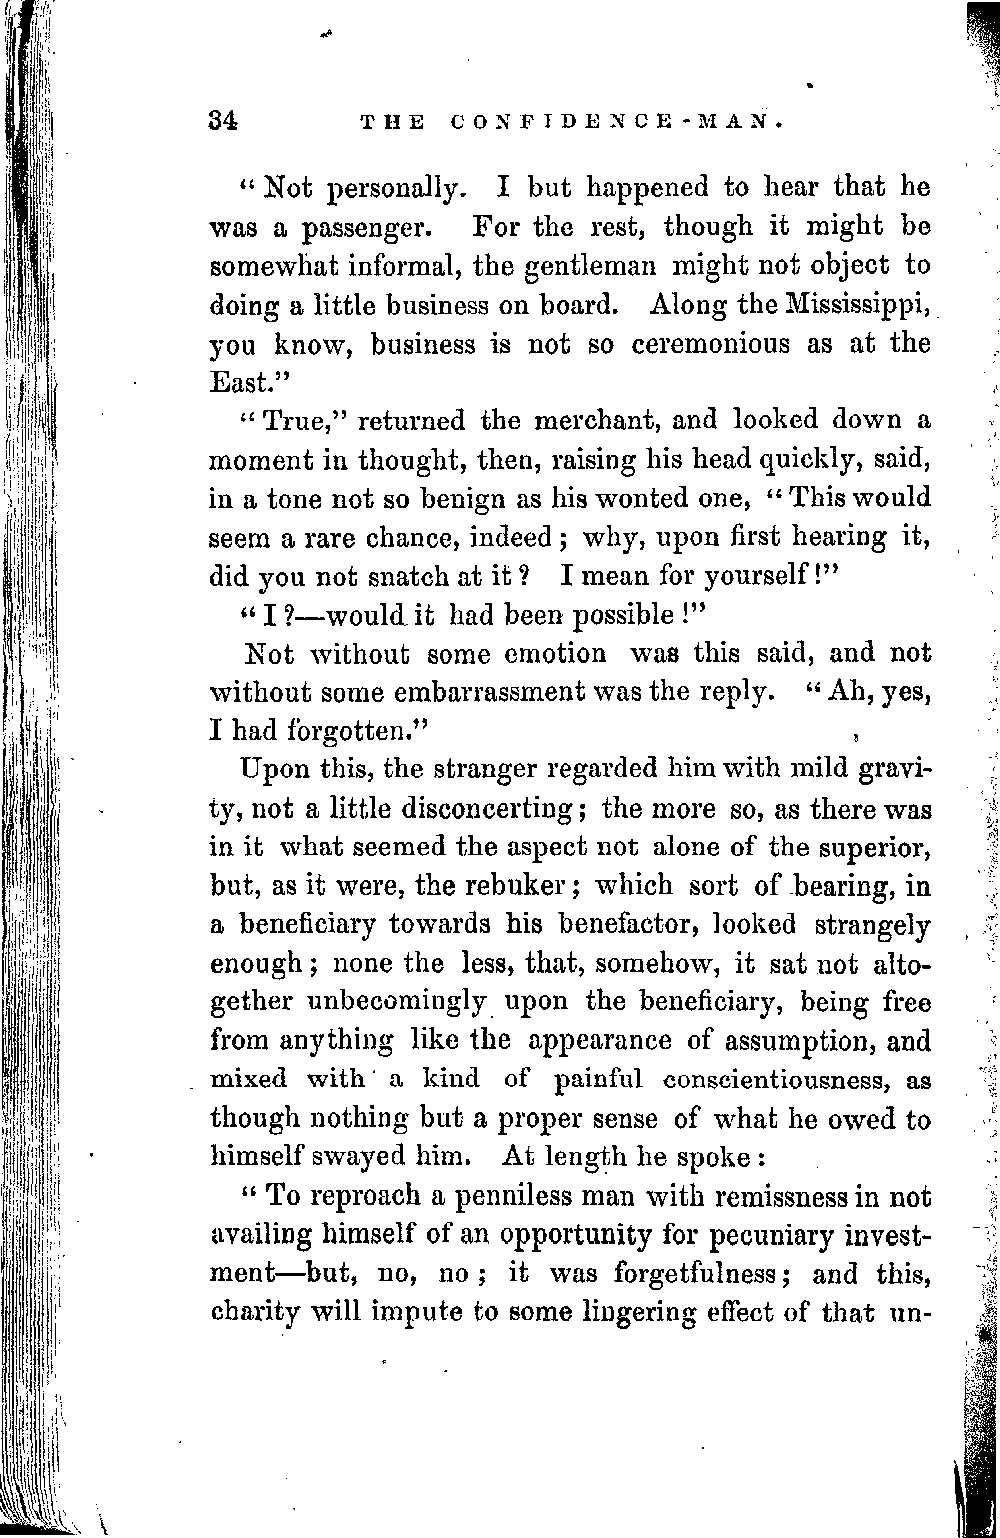 34 THE CONFIDENCE-MAN.
“Not personally. I but happened to hear that he
was a passenger. For the rest, though it might be
somewhat informal, the gentleman might not object to
doing a little business on board. Along the Mississippi,
you know, business is not so ceremonious as at the
East.”
“True,” returned the merchant, and looked down a
moment in thought, then, raising his head quickly, said,
in a tone not so benign as his wonted one, “This would
seem a rare chance, indeed; why, upon first hearing it,
did you not snatch at it? I mean for yourself!”
“I?—would it had been possible!”
Not without some emotion was this said, and not
without some embarrassment was the reply. “Ah, yes,
I had forgotten.”
Upon this, the stranger regarded him with mild gravi-
ty, not a little disconcerting; the more so, as there was
in it what seemed the aspect not alone of the superior,
but, as it were, the rebuker; which sort of bearing, in
a beneficiary towards his benefactor, looked strangely
enough; none the less, that, somehow, it sat not alto-
gether unbecomingly upon the beneficiary, being free
from anything like the appearance of assumption, and
mixed with a kind of painful conscientiousness, as
though nothing but a proper sense of what he owed to
himself swayed him. At length he spoke:
“To reproach a penniless man with remissness in not
availing himself of an opportunity for pecuniary invest-
ment—but, no, no; it was forgetfulness; and this,
charity will impute to some lingering effect of that un-